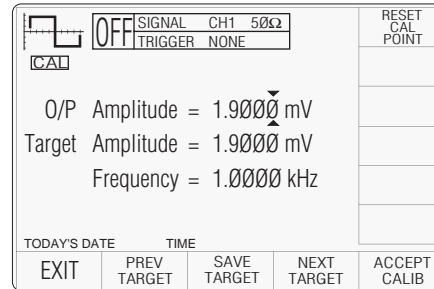 OFF SIGNAL CH1 5ØΩ
TRIGGER NONE
RESET
CAL
POINT
CAL
O/P Amplitude = 1.9ØØØ mV
Target Amplitude = 1.9ØØØ mV
Frequency = 1.ØØØØ kHz
TODAY'S DATE TIME
EXIT
PREV
TARGET
SAVE
TARGET
NEXT
TARGET
ACCEPT
CALIB